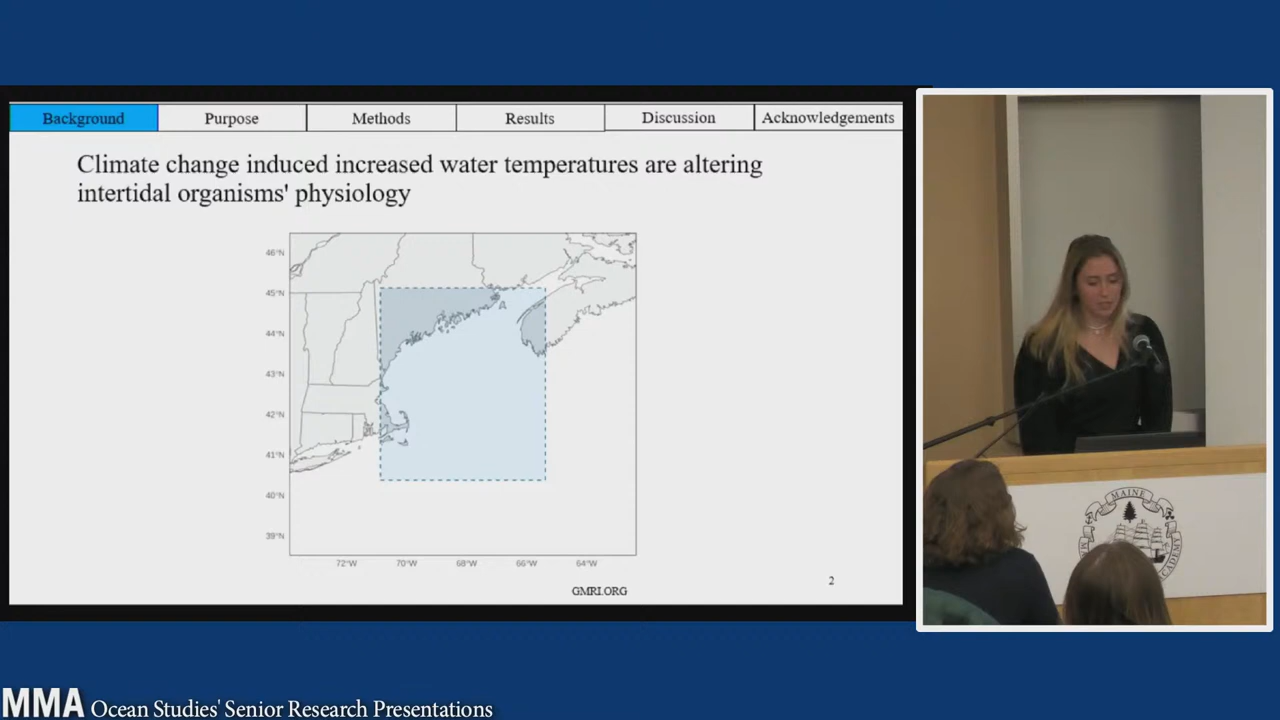 Background
Purpose
Methods
Results
Discussion
Acknowledgements
Climate change induced increased water temperatures are altering
intertidal organisms' physiology
46°N
45°N
44°N
43°N
42°N
41°N
40°N
39°N
72°W
70°W
68°W
66°W
64°W
GMRI.ORG
2
MAINE
ACADEMY
MMA Ocean Studies' Senior Research Presentations